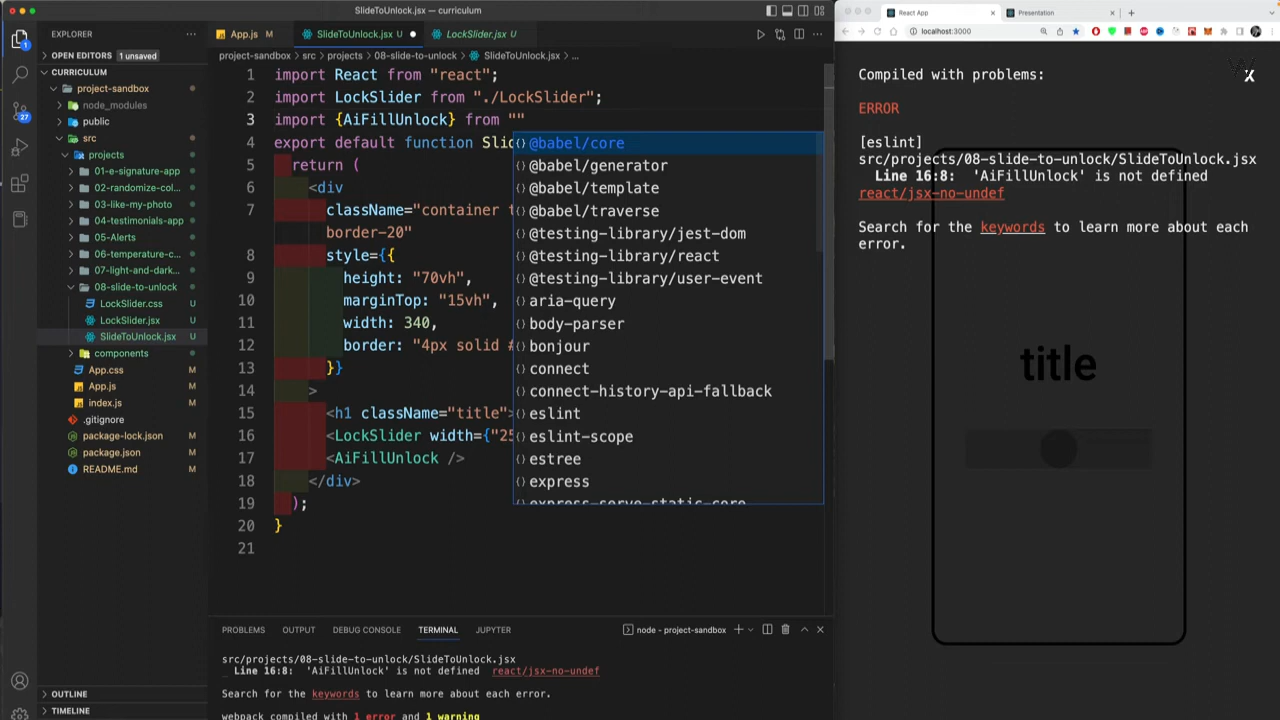 SlideToUnlock.jsx — curriculum
EXPLORER
OPEN EDITORS 1 unsaved
CURRICULUM
project-sandbox
node_modules
public
src
projects
01-e-signature-app
02-randomize-col...
03-like-my-photo
04-testimonials-app
05-Alerts
06-temperature-c...
07-light-and-dark...
08-slide-to-unlock
LockSlider.css U
LockSlider.jsx U
SlideToUnlock.jsx U
components
App.css M
App.js M
index.js M
.gitignore
package-lock.json M
package.json M
README.md M
OUTLINE
TIMELINE
1
27
App.js M
SlideToUnlock.jsx U
LockSlider.jsx U
project-sandbox > src > projects > 08-slide-to-unlock > SlideToUnlock.jsx > ...
1 import React from "react";
2 import LockSlider from "./LockSlider";
3 import {AiFillUnlock} from ""
4 export default function Slid
5 return (
6 <div
7 className="container t
border-20"
8 style={{
9 height: "70vh",
10 marginTop: "15vh",
11 width: 340,
12 border: "4px solid #
13 }}
14 >
15 <h1 className="title">
16 <LockSlider width={"25
17 <AiFillUnlock />
18 </div>
19 );
20 }
21
@babel/core
@babel/generator
@babel/template
@babel/traverse
@testing-library/jest-dom
@testing-library/react
@testing-library/user-event
aria-query
body-parser
bonjour
connect
connect-history-api-fallback
eslint
eslint-scope
estree
express
express-serve-static-core
PROBLEMS OUTPUT DEBUG CONSOLE TERMINAL JUPYTER
node - project-sandbox
src/projects/08-slide-to-unlock/SlideToUnlock.jsx
Line 16:8: 'AiFillUnlock' is not defined react/jsx-no-undef
Search for the keywords to learn more about each error.
webpack compiled with 1 error and 1 warning
React App
Presentation
localhost:3000
Compiled with problems:
X
ERROR
[eslint]
src/projects/08-slide-to-unlock/SlideToUnlock.jsx
Line 16:8: 'AiFillUnlock' is not defined
react/jsx-no-undef
Search for the keywords to learn more about each
error.
title